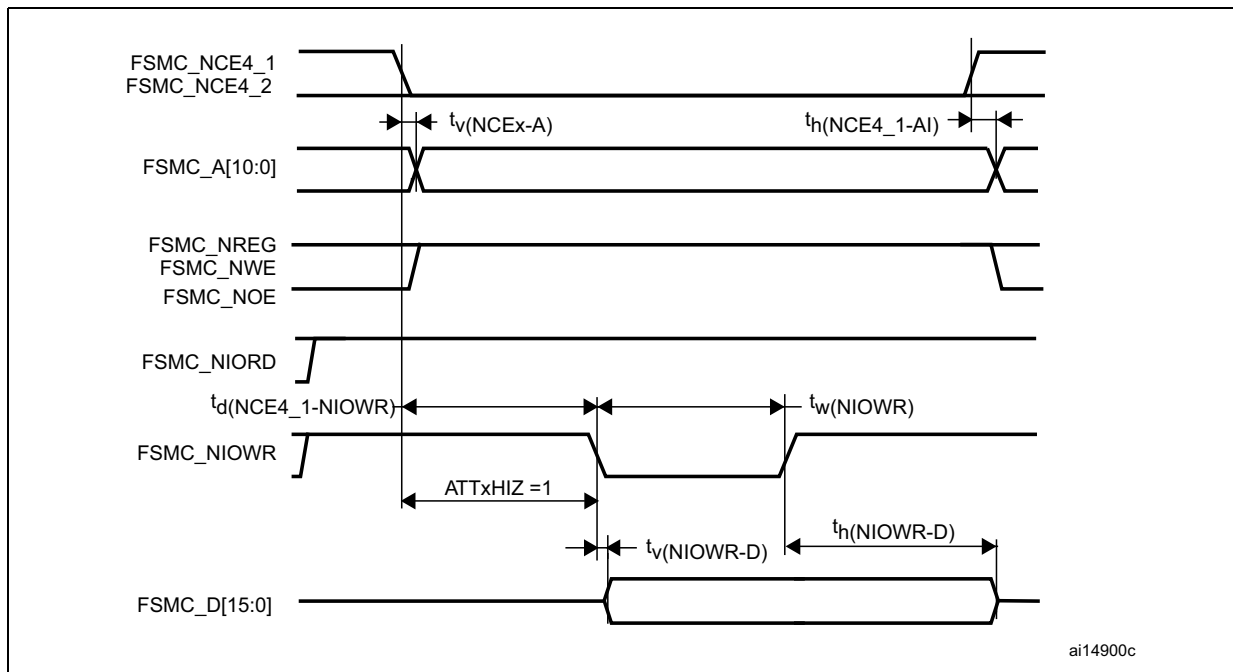 FSMC_NCE4_1
FSMC_NCE4_2
tv(NCEx-A)
th(NCE4_1-AI)
FSMC_A[10:0]
FSMC_NREG
FSMC_NWE
FSMC_NOE
FSMC_NIORD
td(NCE4_1-NIOWR)
tw(NIOWR)
FSMC_NIOWR
ATTxHIZ =1
tv(NIOWR-D)
th(NIOWR-D)
FSMC_D[15:0]
ai14900c